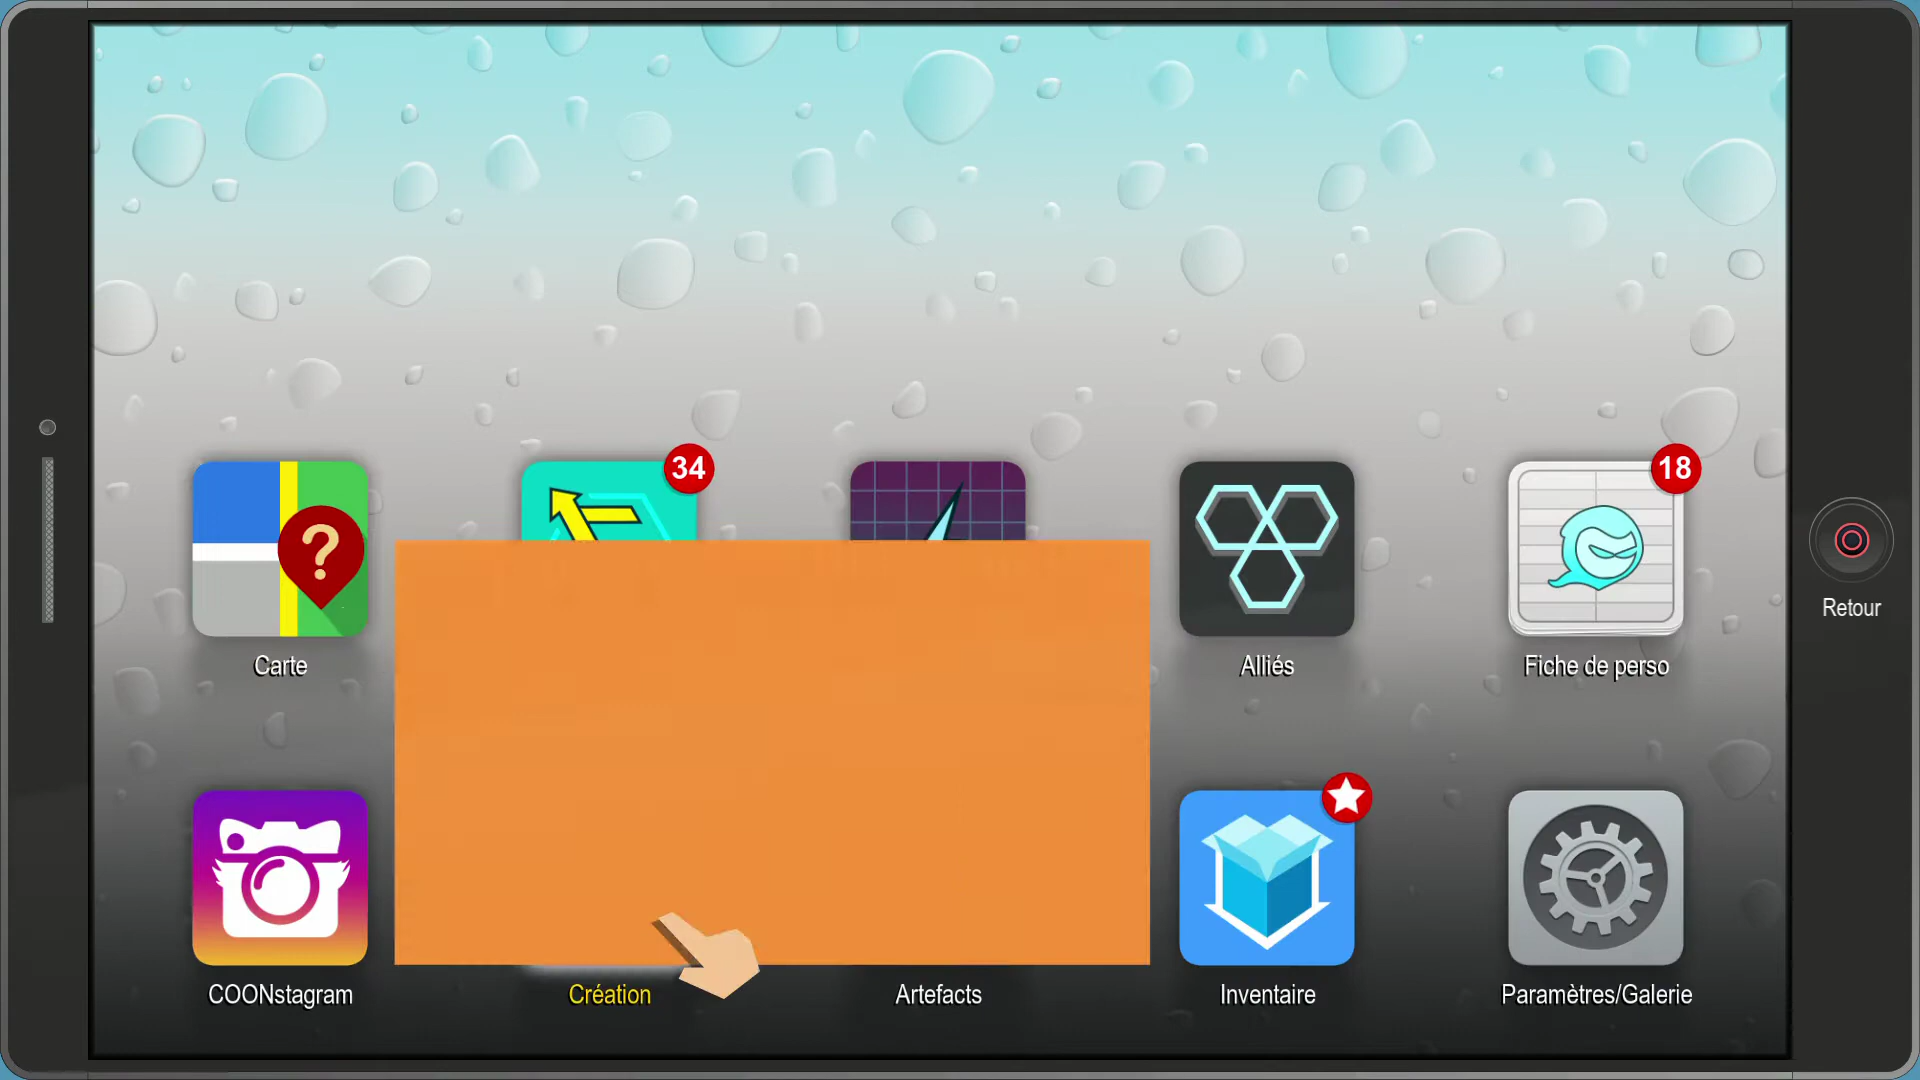 34
18
?
Carte
Alliés
Fiche de perso
Retour
COONstagram
Création
Artefacts
Inventaire
Paramètres/Galerie